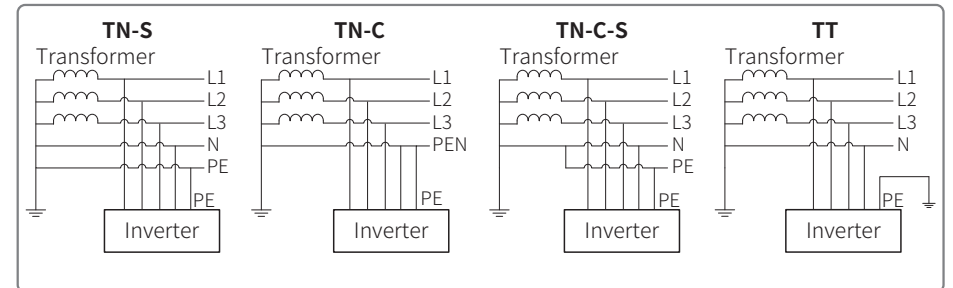 TN-S
Transformer
L1
L2
L3
N
PE
PE
Inverter
TN-C
Transformer
L1
L2
L3
PEN
PE
Inverter
TN-C-S
Transformer
L1
L2
L3
N
PE
PE
Inverter
TT
Transformer
L1
L2
L3
N
PE
Inverter